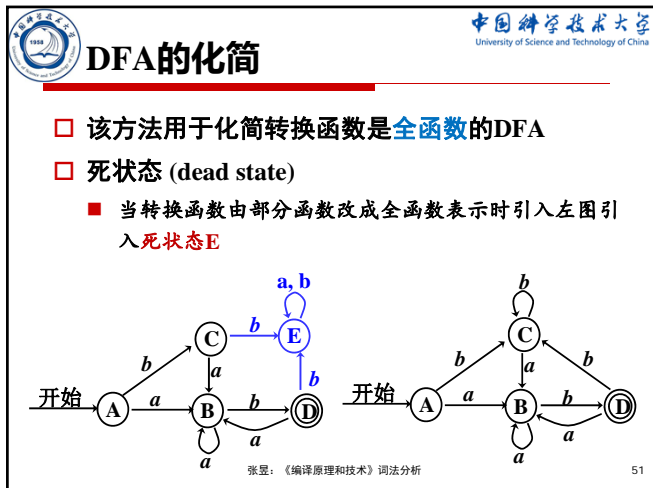 中国科学技术大学
University of Science and Technology of China
1958
DFA的化简
该方法用于化简转换函数是全函数的DFA
死状态 (dead state)
当转换函数由部分函数改成全函数表示时引入左图引
入死状态E
a, b
C b E
b a b
开始 A a B b D
a
a
b
C
b a b
开始 A a B b D
a
a
张昱：《编译原理和技术》词法分析 51